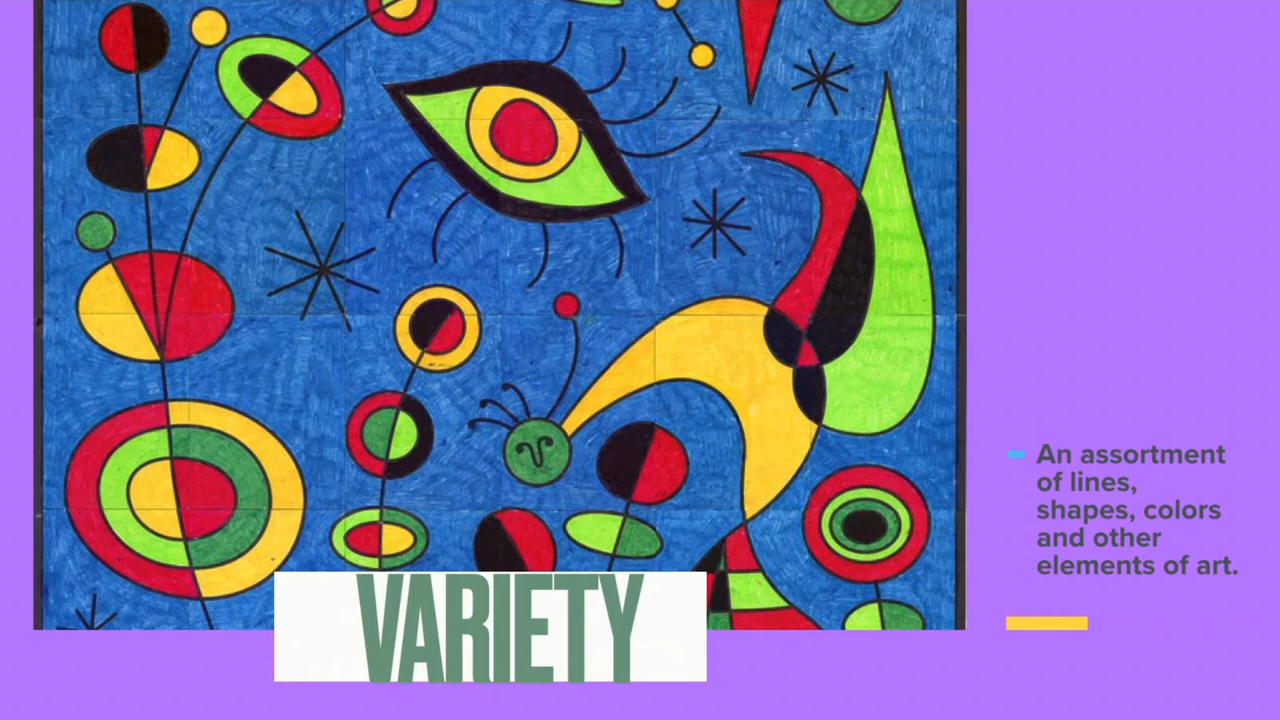 An assortment
of lines,
shapes, colors
and other
elements of art.
VARIETY